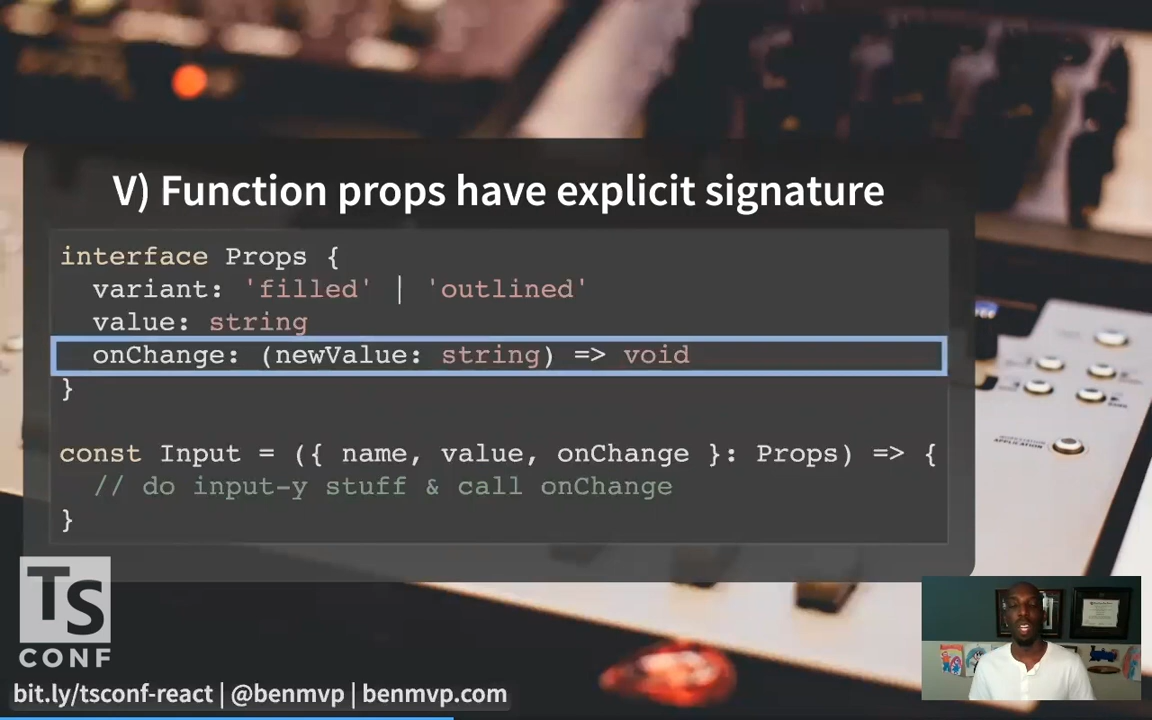 V) Function props have explicit signature
interface Props {
  variant: 'filled' | 'outlined'
  value: string
  onChange: (newValue: string) => void
}
const Input = ({ name, value, onChange }: Props) => {
  // do input-y stuff & call onChange
}
TS
CONF
bit.ly/tsconf-react | @benmvp | benmvp.com